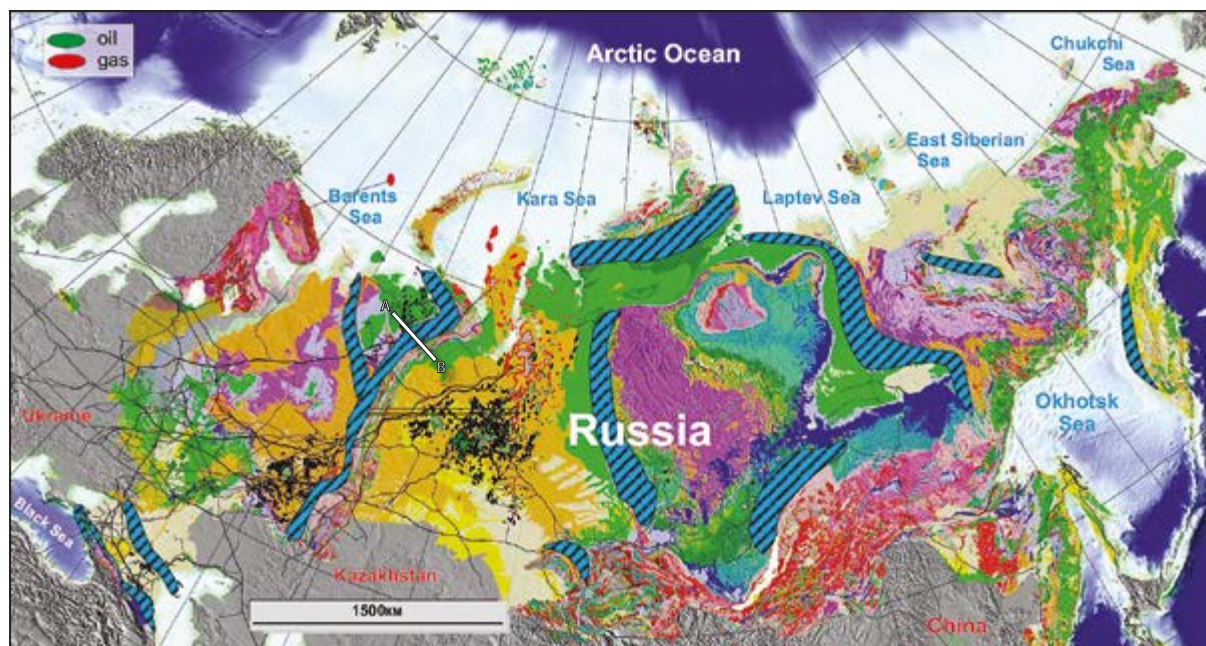 oil
gas
Arctic Ocean
Chukchi
Sea
East Siberian
Sea
Barents
Sea
Kara Sea
Laptev Sea
A
B
Ukraine
Russia
Okhotsk
Sea
Black Sea
Kazakhstan
1500км
China